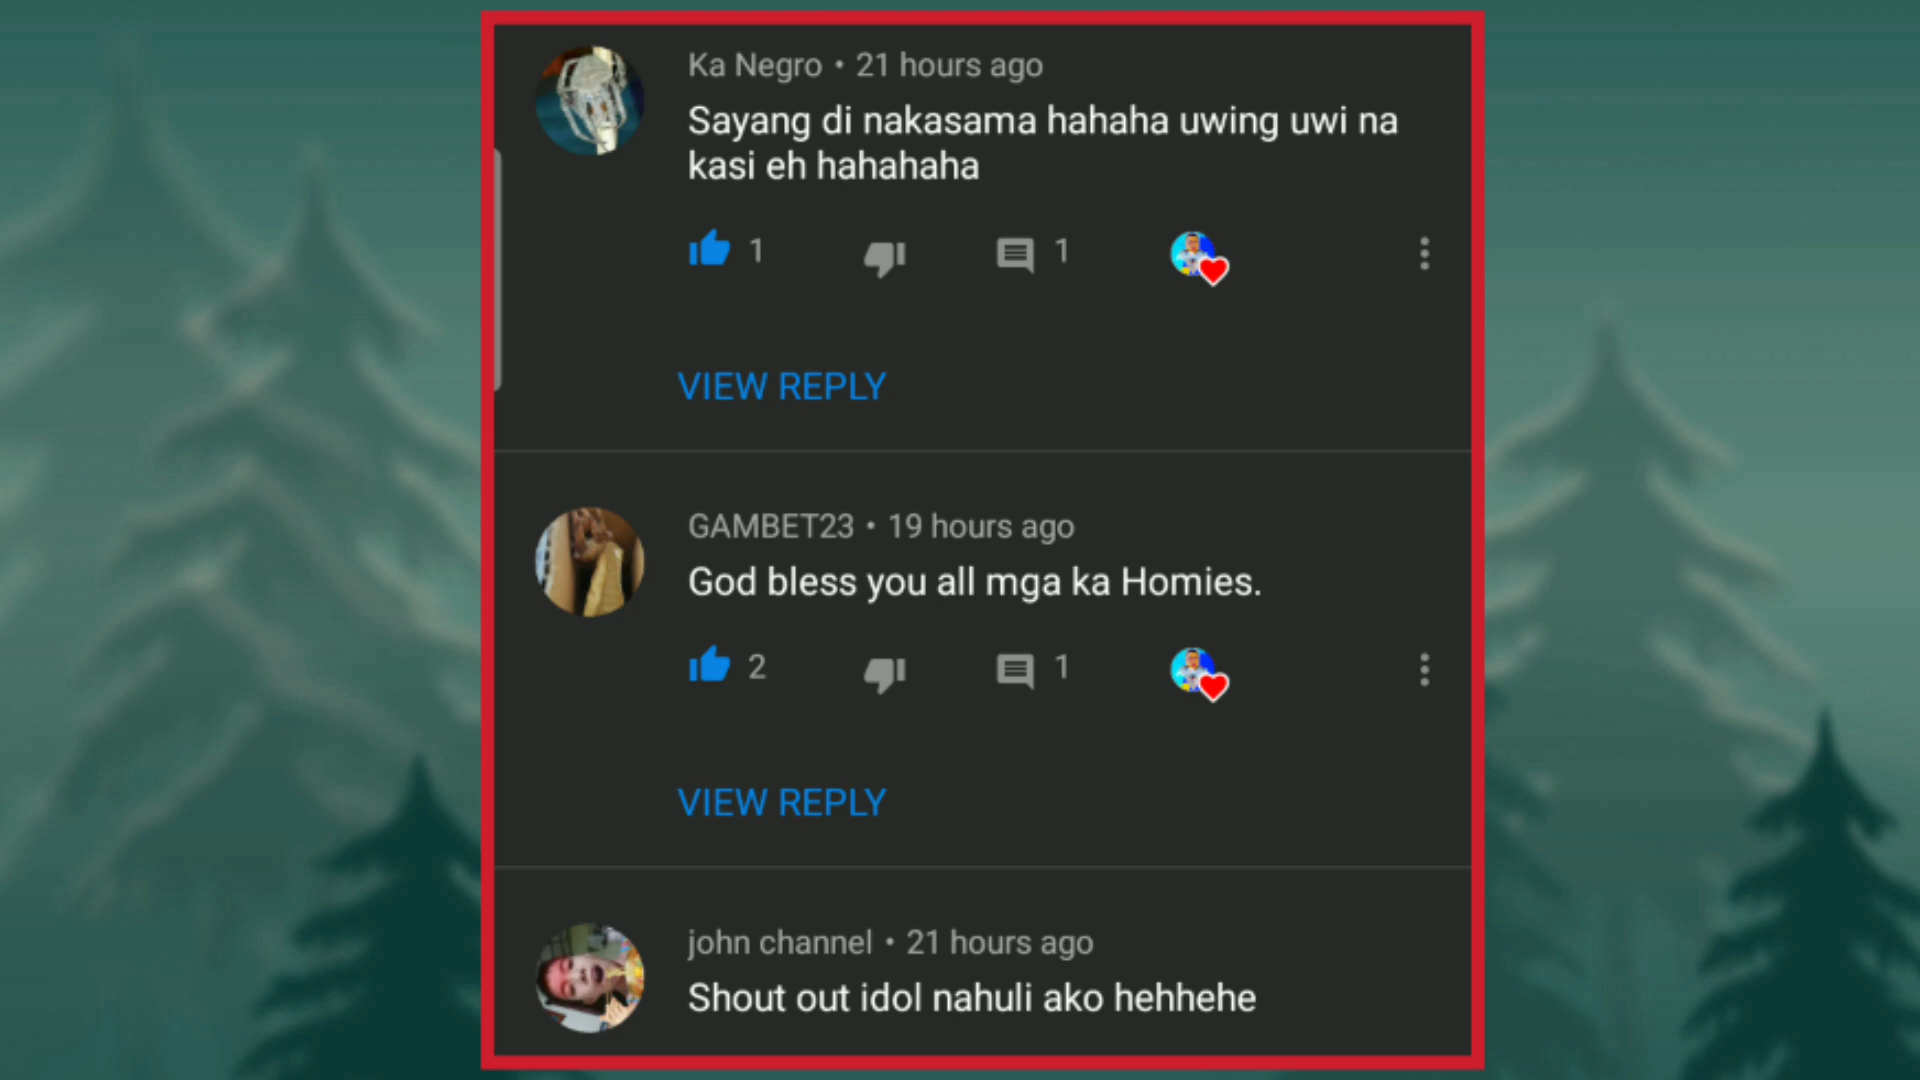 Ka Negro • 21 hours ago
Sayang di nakasama hahaha uwing uwi na
kasi eh hahahaha
1 1
VIEW REPLY
GAMBET23 • 19 hours ago
God bless you all mga ka Homies.
2 1
VIEW REPLY
john channel • 21 hours ago
Shout out idol nahuli ako hehhehe